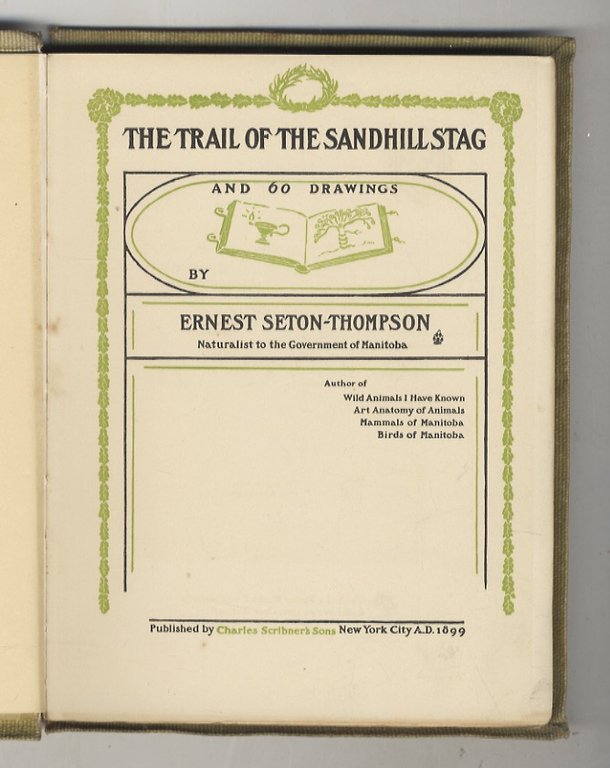 THE TRAIL OF THE SANDHILL STAG
AND 60 DRAWINGS
BY
ERNEST SETON-THOMPSON
Naturalist to the Government of Manitoba
Author of
Wild Animals I Have Known
Art Anatomy of Animals
Mammals of Manitoba
Birds of Manitoba
Published by Charles Scribner's Sons New York City A.D. 1899